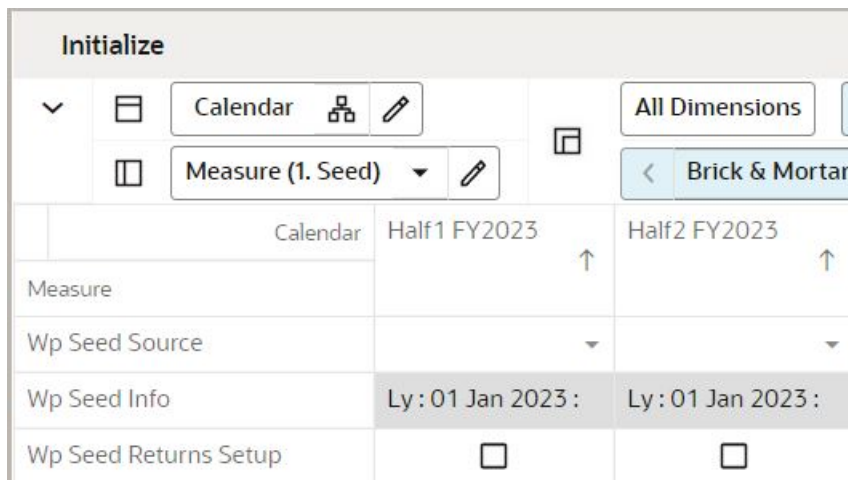 Initialize
Calendar
All Dimensions
Measure (1. Seed)
Brick & Mortar
Calendar Half1 FY2023 Half2 FY2023
Measure
Wp Seed Source
Wp Seed Info Ly : 01 Jan 2023 : Ly : 01 Jan 2023 :
Wp Seed Returns Setup